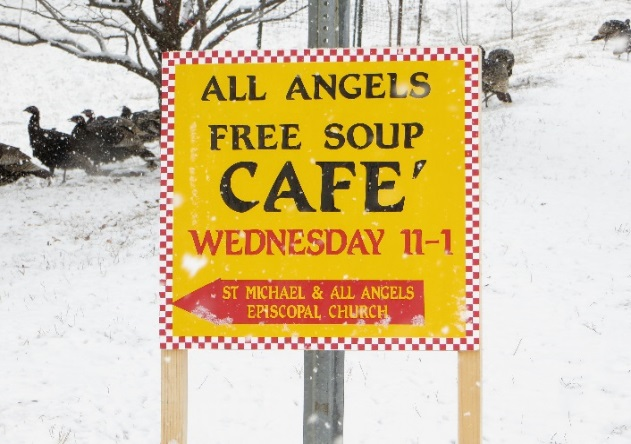 ALL ANGELS
FREE SOUP
CAFE'
WEDNESDAY 11-1
ST MICHAEL & ALL ANGELS
EPISCOPAL CHURCH